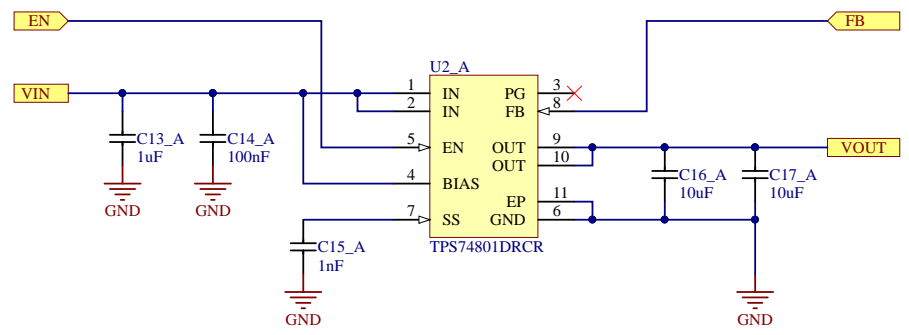 EN
FB
U2_A
VIN
1
IN
PG
3
2
IN
FB
8
C13_A
1uF
C14_A
100nF
5
EN
OUT
9
VOUT
OUT
10
4
BIAS
C16_A
10uF
C17_A
10uF
EP
11
7
SS
GND
6
GND
GND
C15_A
1nF
TPS74801DRCR
GND
GND